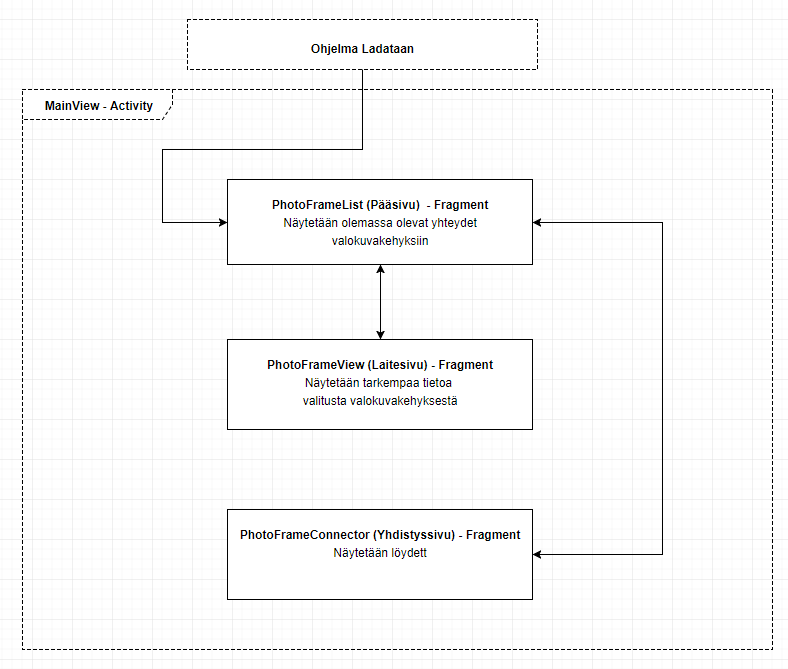 Ohjelma Ladataan
MainView - Activity
PhotoFrameList (Pääsivu) - Fragment
Näytetään olemassa olevat yhteydet
valokuvakehyksiin
PhotoFrameView (Laitesivu) - Fragment
Näytetään tarkempaa tietoa
valitusta valokuvakehyksestä
PhotoFrameConnector (Yhdistyssivu) - Fragment
Näytetään löydett